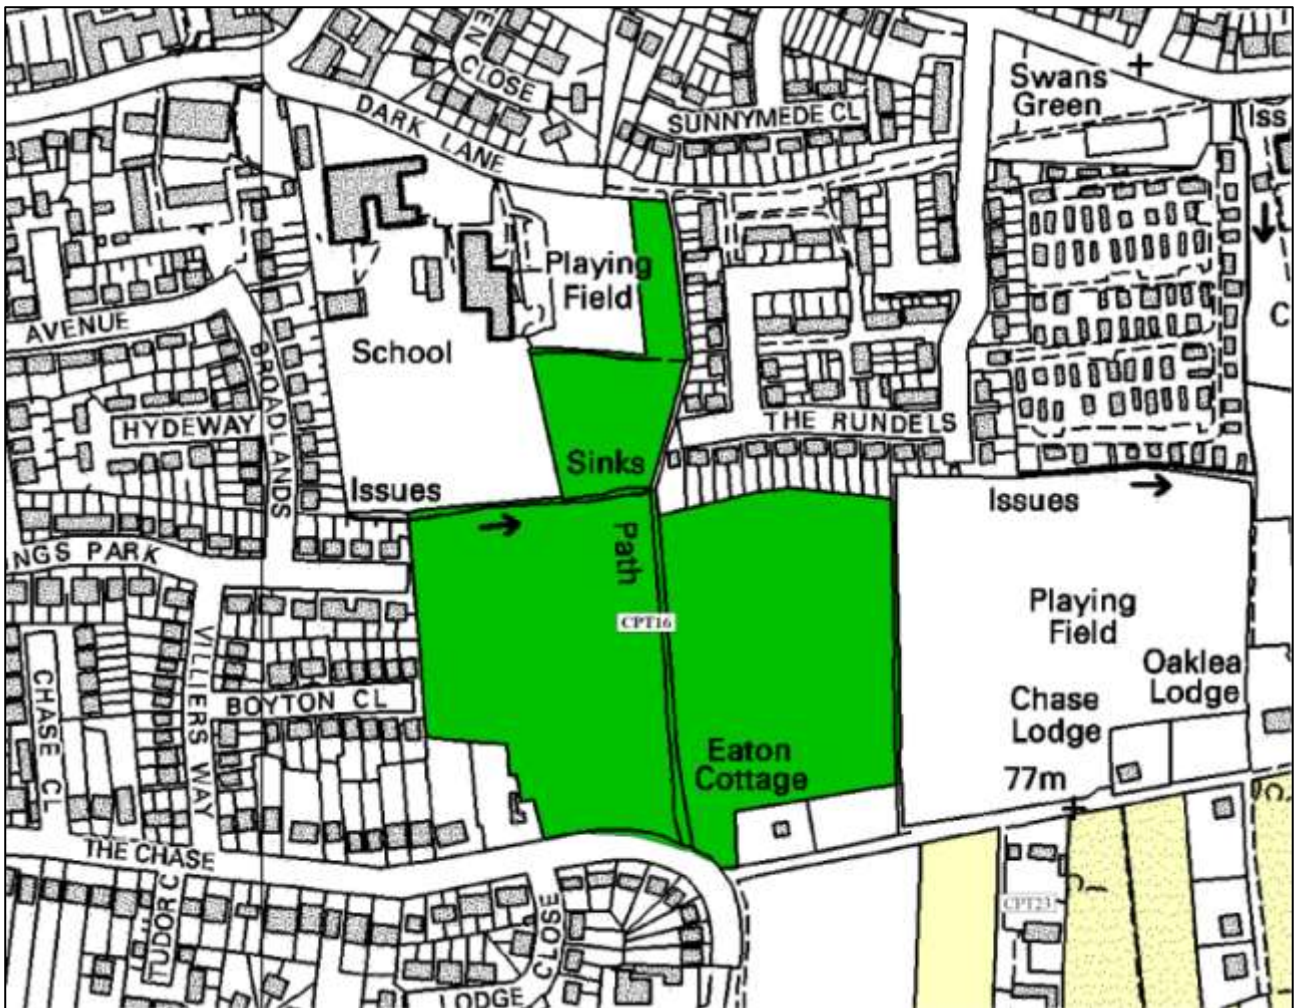 CLOSE
DARK LANE
SUNNYMEDE CL
Swans
Green
Iss
Playing
Field
School
AVENUE
BROADLANDS
HYDEWAY
THE RUNDELS
Sinks
Issues
Issues
Path
NGS PARK
CPT16
Playing
Field
Oaklea
Lodge
Chase
Lodge
77m
VILLIERS WAY
CHASE CL
BOYTON CL
Eaton
Cottage
THE CHASE
TUDOR C
CLOSE
LODGE
CPT23